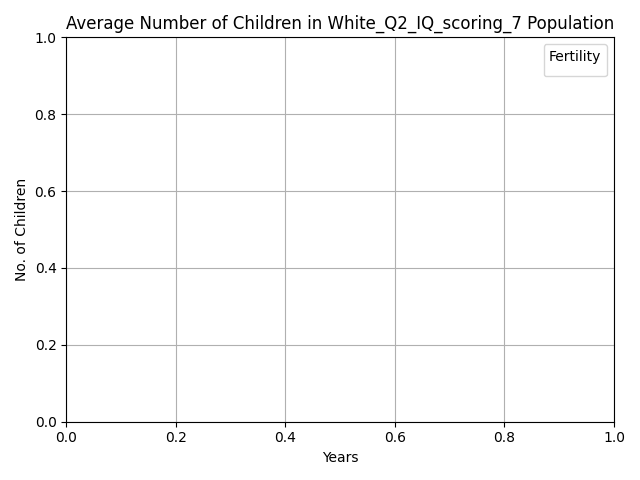 Average Number of Children in White_Q2_IQ_scoring_7 Population
Fertility
1.0
0.8
0.6
0.4
0.2
0.0
No. of Children
0.0 0.2 0.4 0.6 0.8 1.0
Years